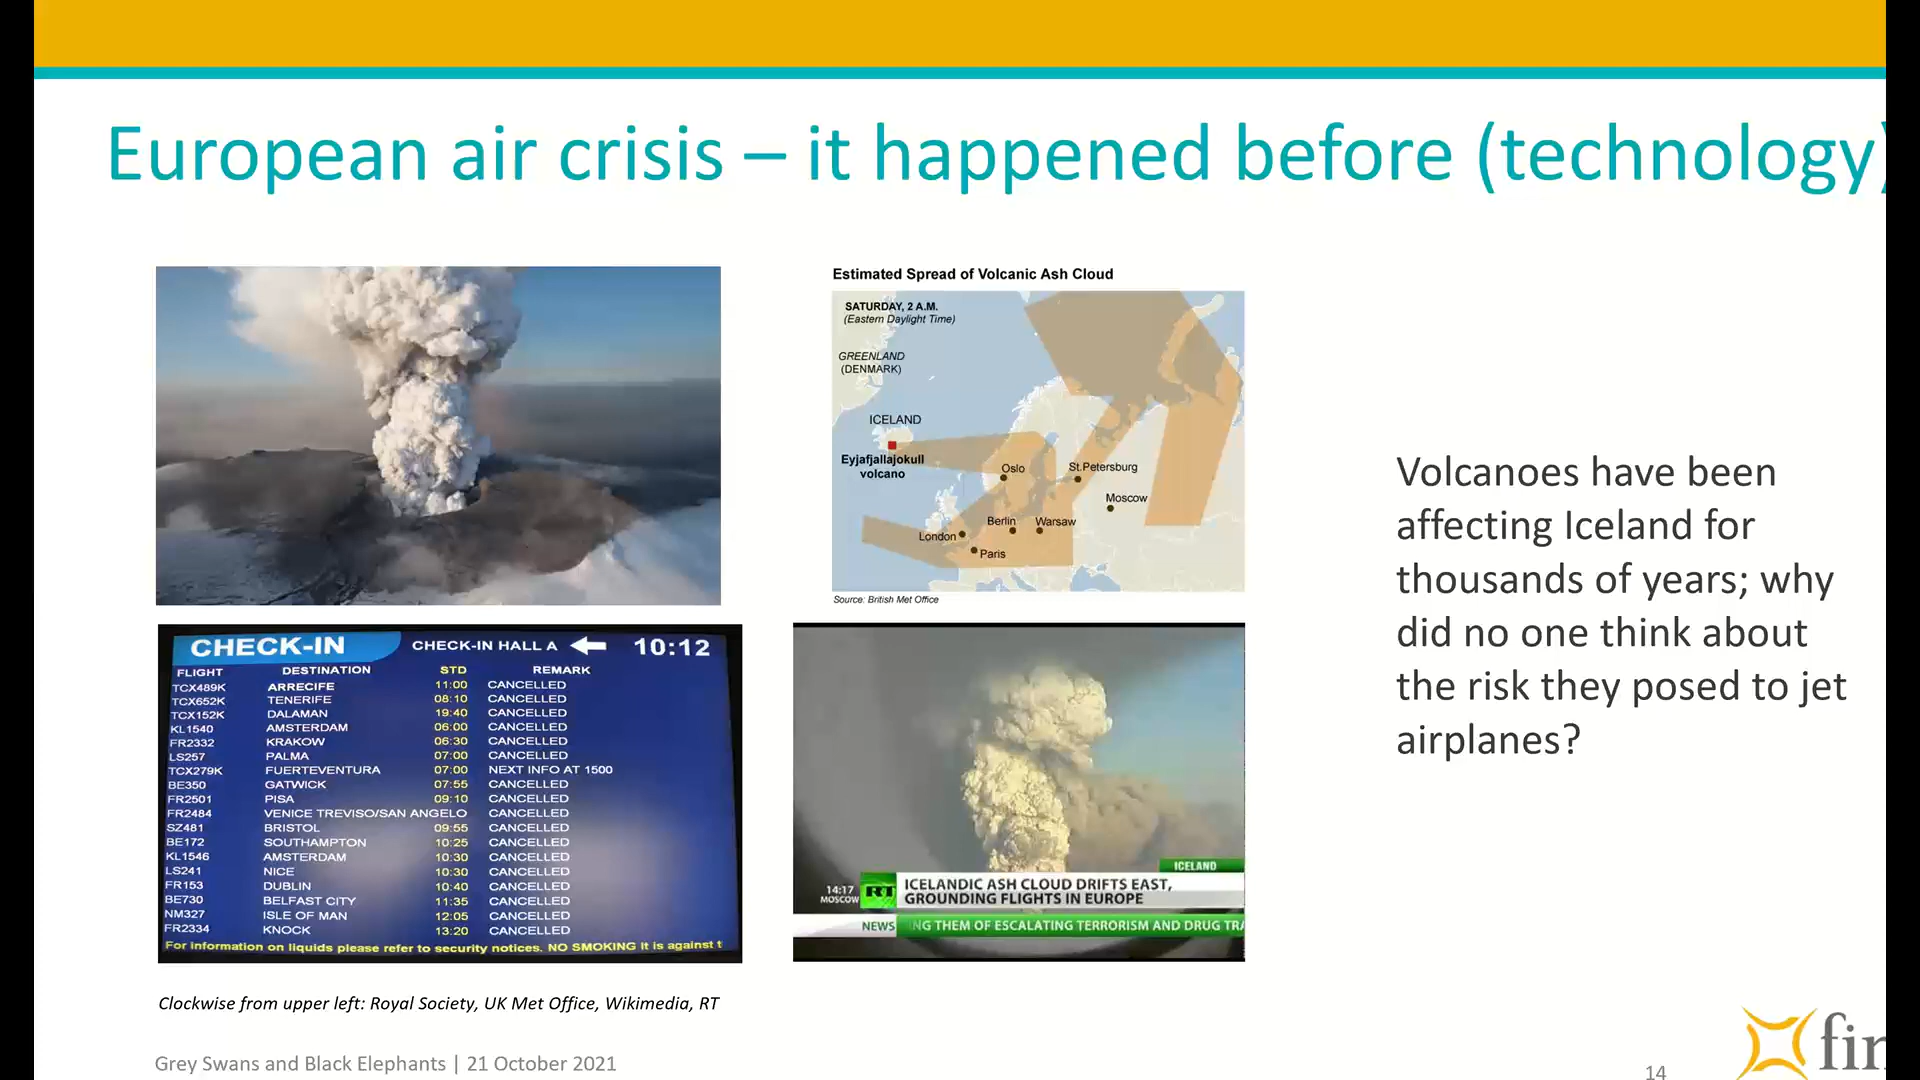 European air crisis – it happened before (technology)
Estimated Spread of Volcanic Ash Cloud
SATURDAY, 2 A.M.
(Eastern Daylight Time)
GREENLAND
(DENMARK)
ICELAND
Eyjafjallajokull
volcano
Oslo
St.Petersburg
Moscow
Berlin
Warsaw
London
Paris
Source: British Met Office
Volcanoes have been
affecting Iceland for
thousands of years; why
did no one think about
the risk they posed to jet
airplanes?
CHECK-IN CHECK-IN HALL A 10:12
FLIGHT DESTINATION STD REMARK
TCX489K ARRECIFE 11:00 CANCELLED
TCX652K TENERIFE 08:10 CANCELLED
TCX152K DALAMAN 19:40 CANCELLED
KL1540 AMSTERDAM 06:00 CANCELLED
FR2332 KRAKOW 06:30 CANCELLED
LS257 PALMA 07:00 CANCELLED
TCX279K FUERTEVENTURA 07:00 NEXT INFO AT 1500
BE350 GATWICK 07:55 CANCELLED
FR2501 PISA 09:10 CANCELLED
FR2484 VENICE TREVISO/SAN ANGELO CANCELLED
SZ481 BRISTOL 09:55 CANCELLED
BE172 SOUTHAMPTON 10:25 CANCELLED
KL1546 AMSTERDAM 10:30 CANCELLED
LS241 NICE 10:30 CANCELLED
FR153 DUBLIN 10:40 CANCELLED
BE730 BELFAST CITY 11:35 CANCELLED
NM327 ISLE OF MAN 12:05 CANCELLED
FR2334 KNOCK 13:20 CANCELLED
For information on liquids please refer to security notices. NO SMOKING It is against t
ICELAND
14:17
MOSCOW
RT
ICELANDIC ASH CLOUD DRIFTS EAST,
GROUNDING FLIGHTS IN EUROPE
NEWS NG THEM OF ESCALATING TERRORISM AND DRUG TRA
Clockwise from upper left: Royal Society, UK Met Office, Wikimedia, RT
Grey Swans and Black Elephants | 21 October 2021
14